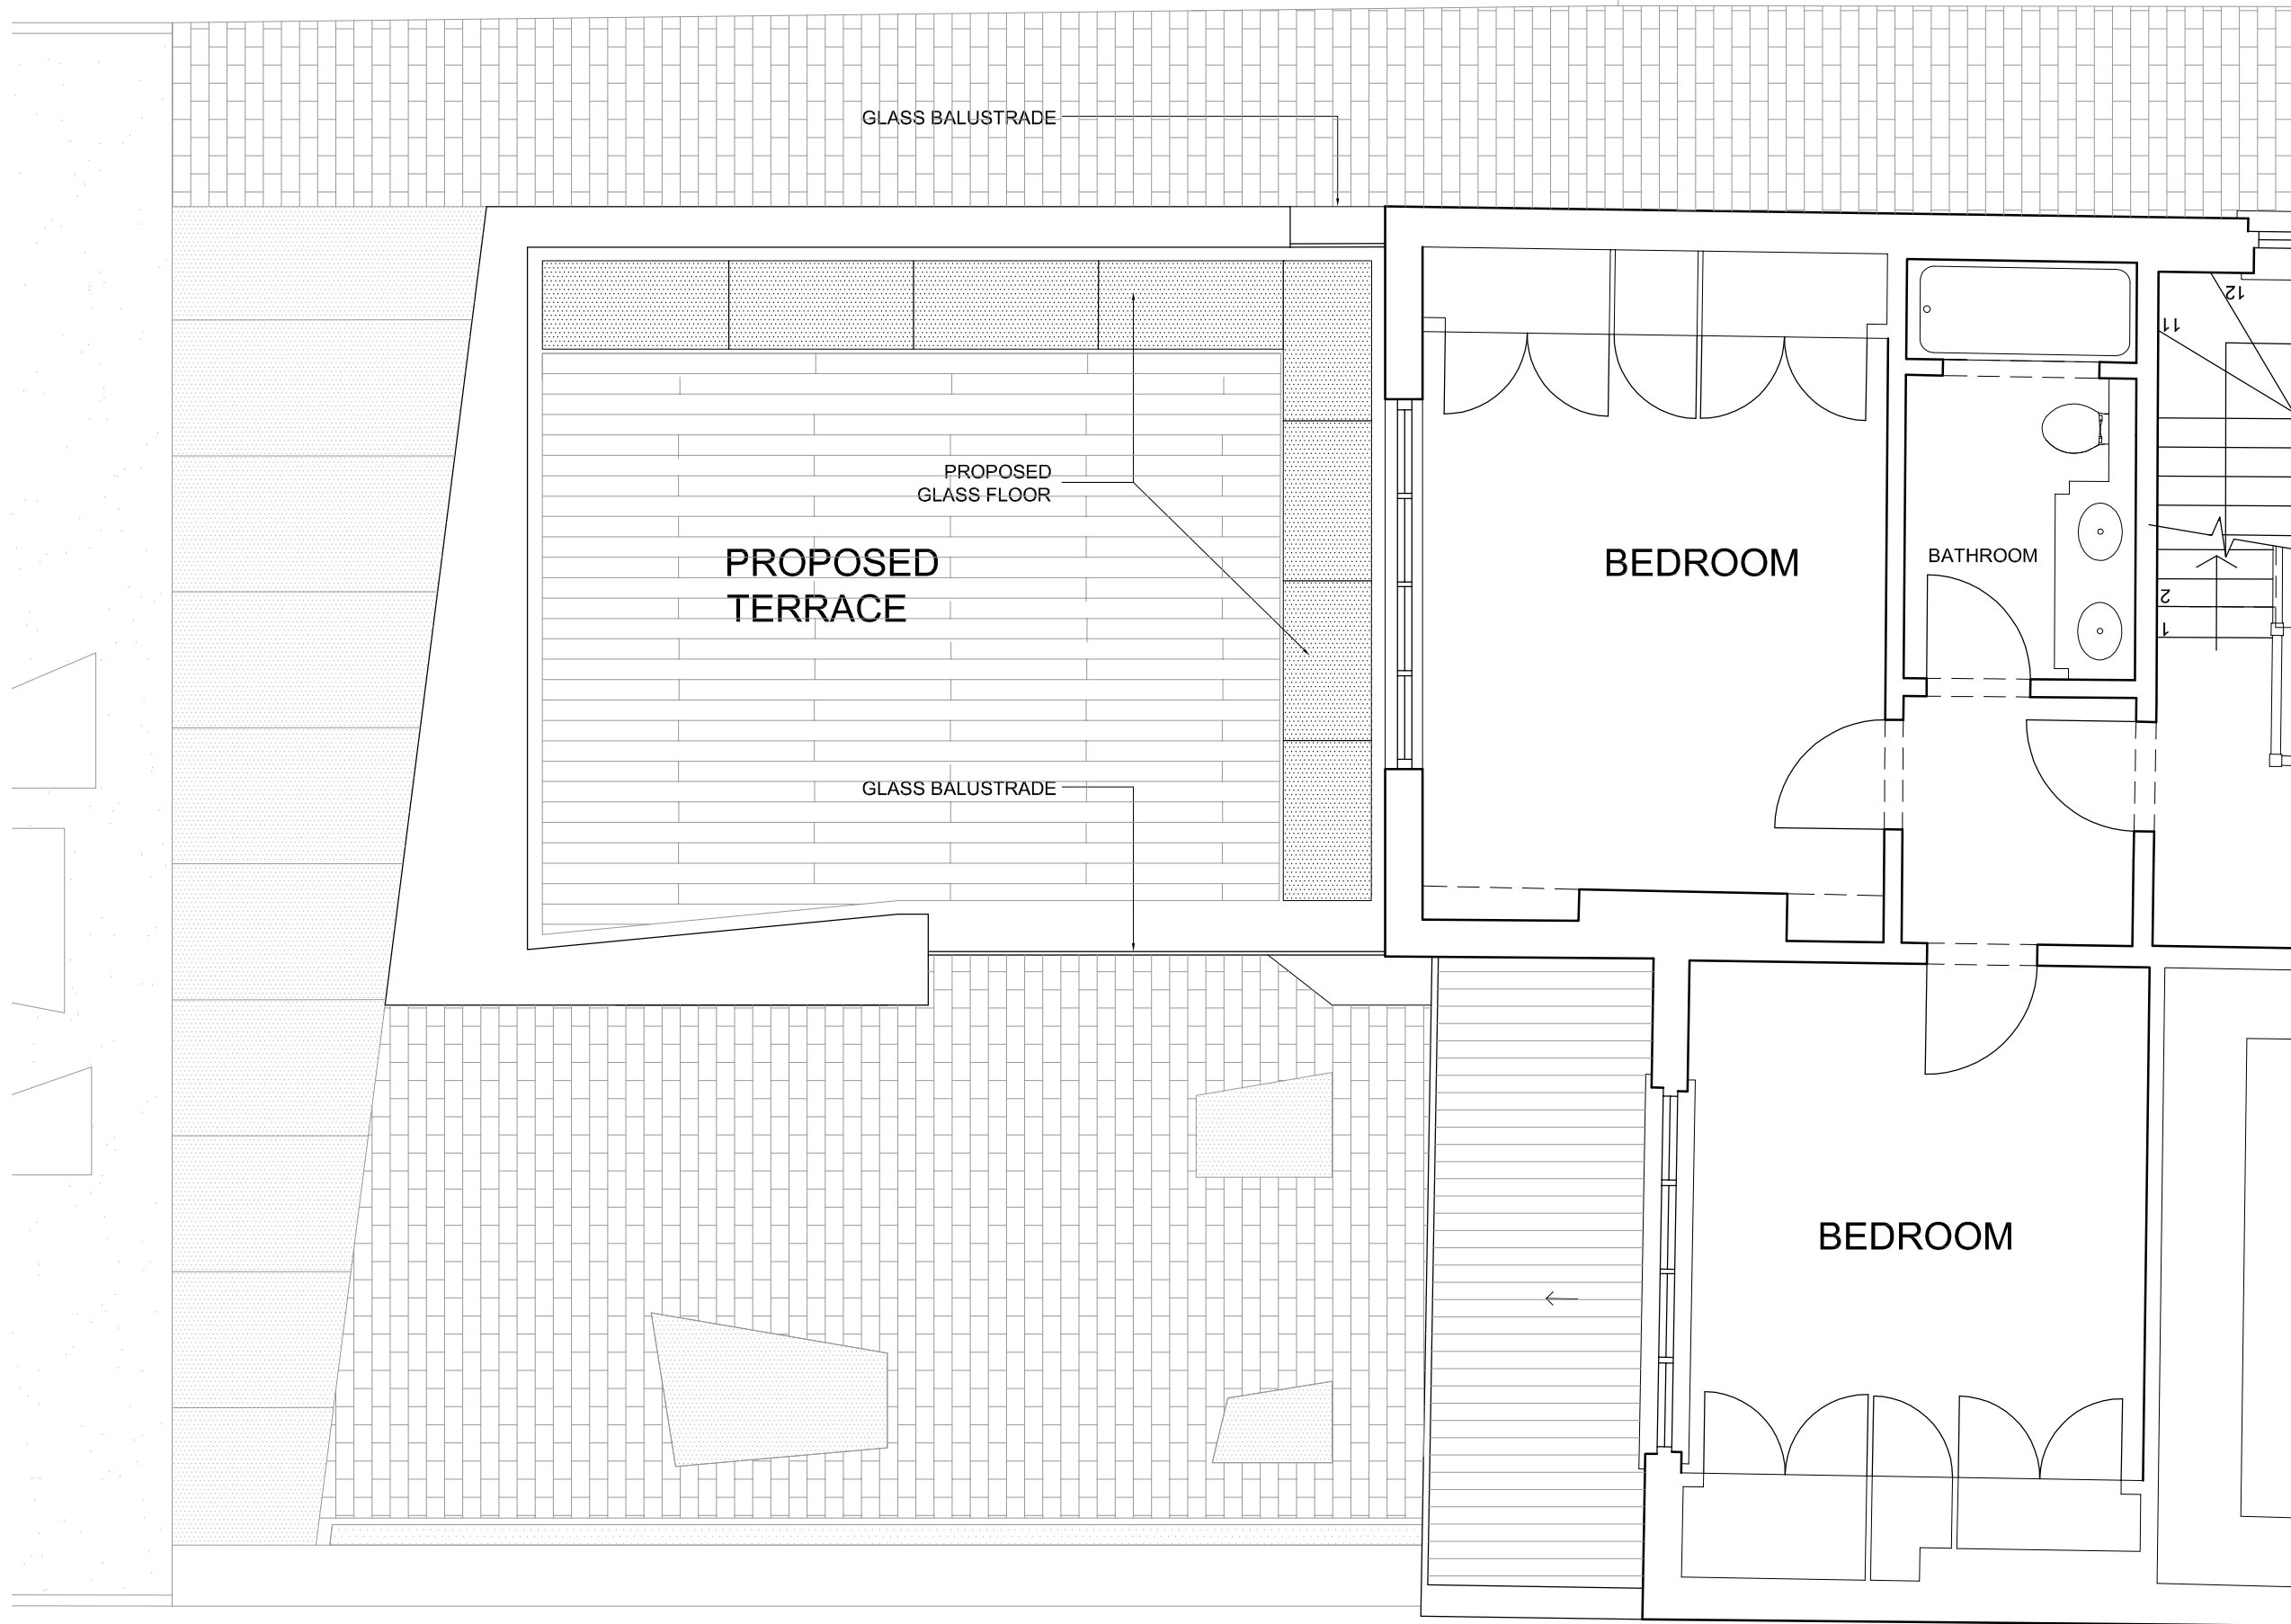 GLASS BALUSTRADE
12
11
PROPOSED
GLASS FLOOR
PROPOSED
TERRACE
BEDROOM
BATHROOM
2
1
GLASS BALUSTRADE
BEDROOM